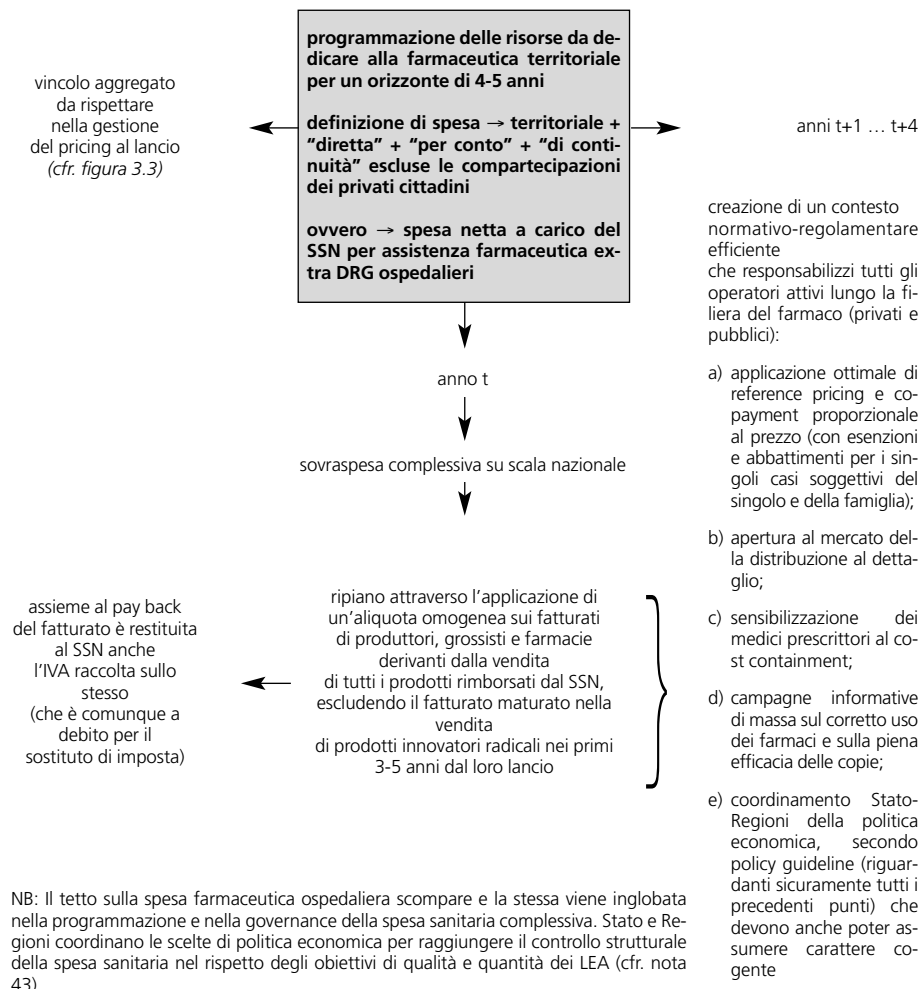 programmazione delle risorse da de-
dicare alla farmaceutica territoriale
per un orizzonte di 4-5 anni
definizione di spesa → territoriale +
“diretta” + “per conto” + “di conti-
nuità” escluse le compartecipazioni
dei privati cittadini
ovvero → spesa netta a carico del
SSN per assistenza farmaceutica ex-
tra DRG ospedalieri
vincolo aggregato
da rispettare
nella gestione
del pricing al lancio
(cfr. figura 3.3)
anni t+1 … t+4
creazione di un contesto
normativo-regolamentare
efficiente
che responsabilizzi tutti gli
operatori attivi lungo la fi-
liera del farmaco (privati e
pubblici):
a) applicazione ottimale di
reference pricing e co-
payment proporzionale
al prezzo (con esenzioni
e abbattimenti per i sin-
goli casi soggettivi del
singolo e della famiglia);
b) apertura al mercato del-
la distribuzione al detta-
glio;
c) sensibilizzazione dei
medici prescrittori al co-
st containment;
d) campagne informative
di massa sul corretto uso
dei farmaci e sulla piena
efficacia delle copie;
e) coordinamento Stato-
Regioni della politica
economica, secondo
policy guideline (riguar-
danti sicuramente tutti i
precedenti punti) che
devono anche poter as-
sumere carattere co-
gente
anno t
sovraspesa complessiva su scala nazionale
ripiano attraverso l’applicazione di
un’aliquota omogenea sui fatturati
di produttori, grossisti e farmacie
derivanti dalla vendita
di tutti i prodotti rimborsati dal SSN,
escludendo il fatturato maturato nella
vendita
di prodotti innovatori radicali nei primi
3-5 anni dal loro lancio
assieme al pay back
del fatturato è restituita
al SSN anche
l’IVA raccolta sullo
stesso
(che è comunque a
debito per il
sostituto di imposta)
NB: Il tetto sulla spesa farmaceutica ospedaliera scompare e la stessa viene inglobata
nella programmazione e nella governance della spesa sanitaria complessiva. Stato e Re-
gioni coordinano le scelte di politica economica per raggiungere il controllo strutturale
della spesa sanitaria nel rispetto degli obiettivi di qualità e quantità dei LEA (cfr. nota
43)